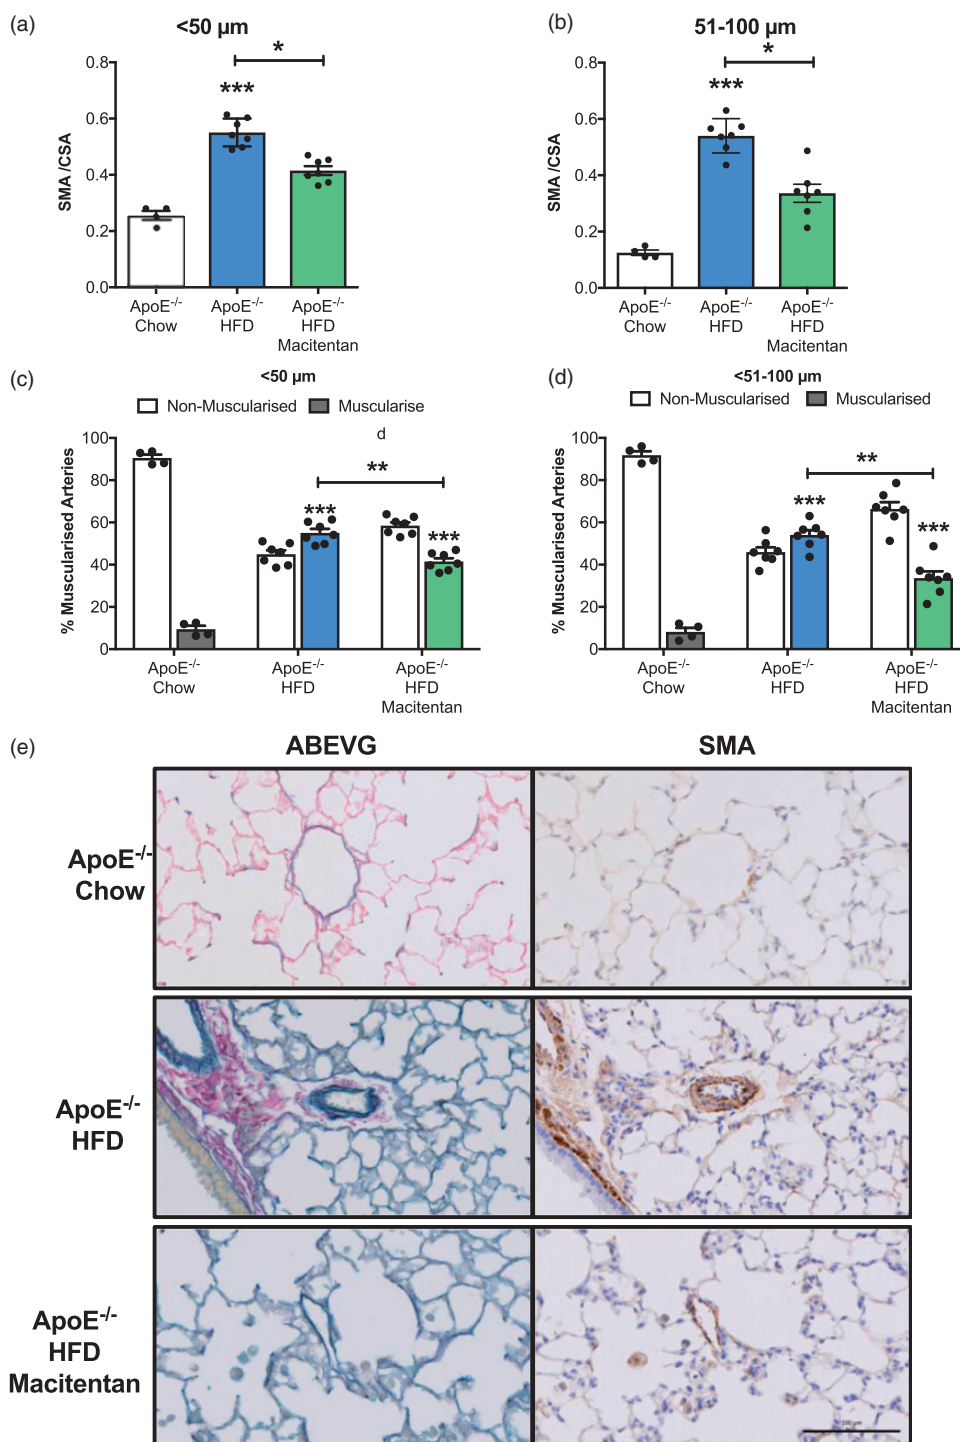 (a)
<50 µm
*
***
SMA /CSA
0.8
0.6
0.4
0.2
0.0
ApoE-/-
Chow
ApoE-/-
HFD
ApoE-/-
HFD
Macitentan
(b)
51-100 µm
*
***
SMA /CSA
0.8
0.6
0.4
0.2
0.0
ApoE-/-
Chow
ApoE-/-
HFD
ApoE-/-
HFD
Macitentan
(c)
<50 µm
Non-Muscularised
Muscularise
d
**
***
***
% Muscularised Arteries
100
80
60
40
20
0
ApoE-/-
Chow
ApoE-/-
HFD
ApoE-/-
HFD
Macitentan
(d)
<51-100 µm
Non-Muscularised
Muscularised
**
***
***
% Muscularised Arteries
100
80
60
40
20
0
ApoE-/-
Chow
ApoE-/-
HFD
ApoE-/-
HFD
Macitentan
(e)
ABEVG
SMA
ApoE-/-
Chow
ApoE-/-
HFD
ApoE-/-
HFD
Macitentan
100 µm